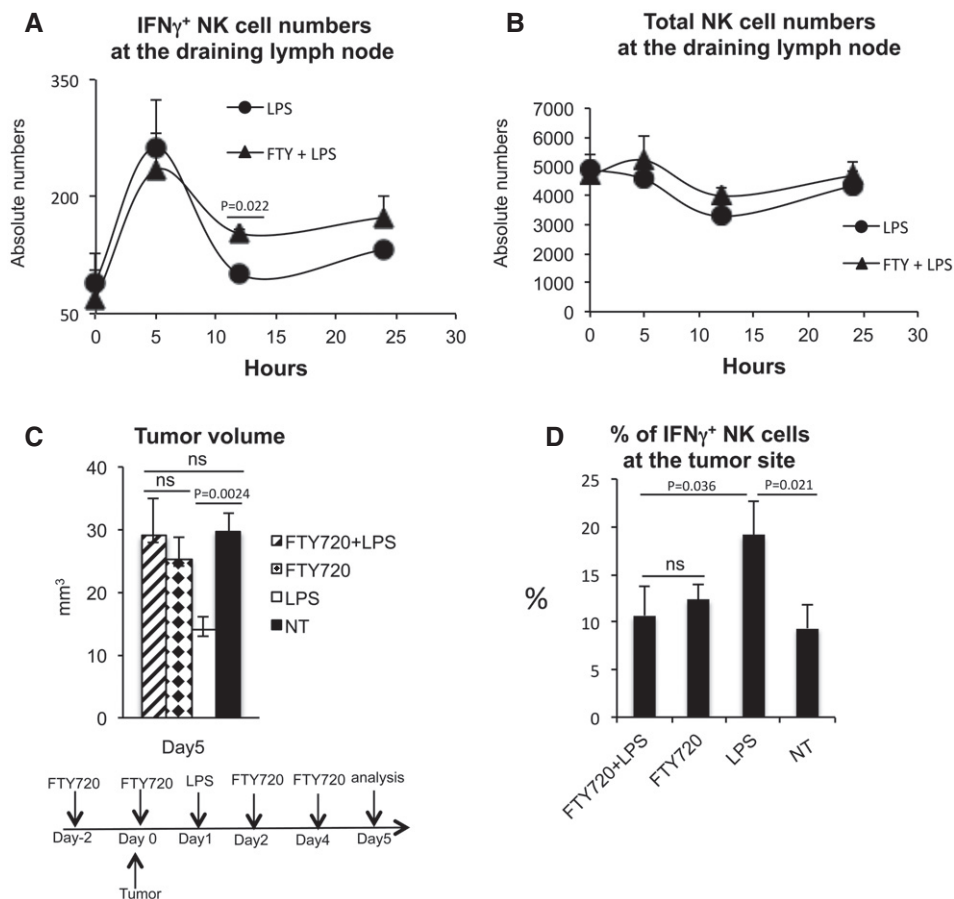 A
IFNγ⁺ NK cell numbers
at the draining lymph node
Absolute numbers
350
200
50
LPS
FTY + LPS
P=0.022
0 5 10 15 20 25 30
Hours
B
Total NK cell numbers
at the draining lymph node
Absolute numbers
7000
6000
5000
4000
3000
2000
1000
0
LPS
FTY + LPS
0 5 10 15 20 25 30
Hours
C
Tumor volume
mm³
40
30
20
10
0
ns
ns
P=0.0024
FTY720+LPS
FTY720
LPS
NT
Day5
FTY720 FTY720 LPS FTY720 FTY720 analysis
Day-2 Day 0 Day1 Day2 Day4 Day5
Tumor
D
% of IFNγ⁺ NK cells
at the tumor site
%
25
20
15
10
5
0
P=0.036 P=0.021
ns
FTY720+LPS FTY720 LPS NT